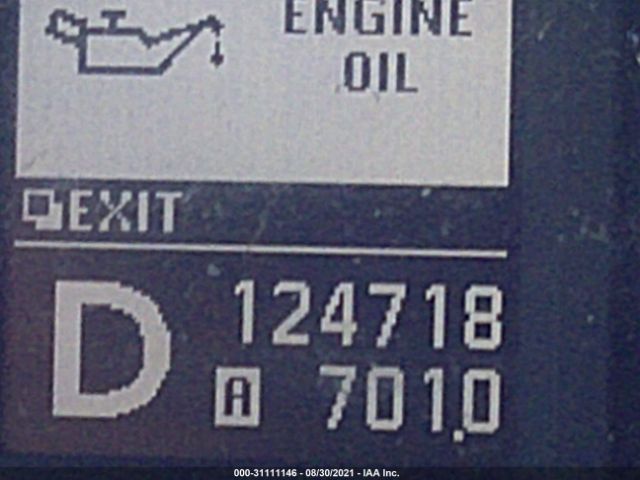 ENGINE
OIL
EXIT
D
124718
A 701.0
000-31111146 - 08/30/2021 - IAA Inc.